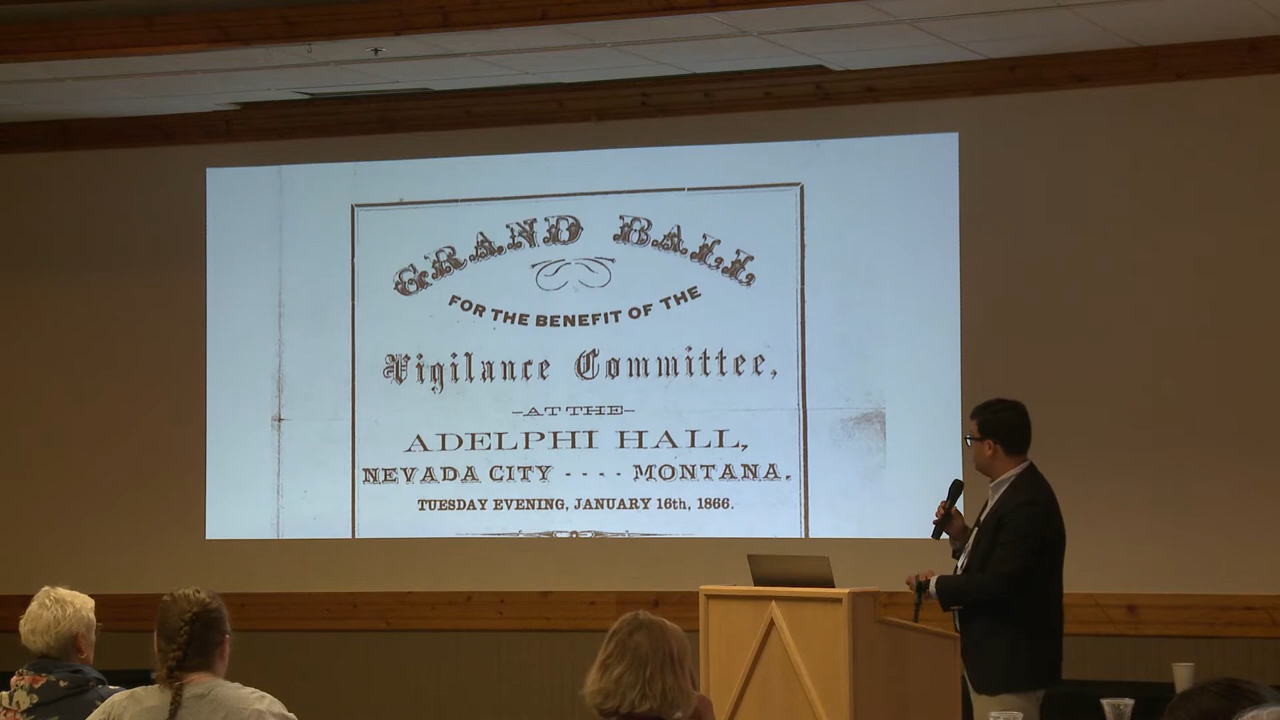 GRAND BALL
FOR THE BENEFIT OF THE
Vigilance Committee,
—AT THE—
ADELPHI HALL,
NEVADA CITY - - - - MONTANA.
TUESDAY EVENING, JANUARY 16th, 1866.